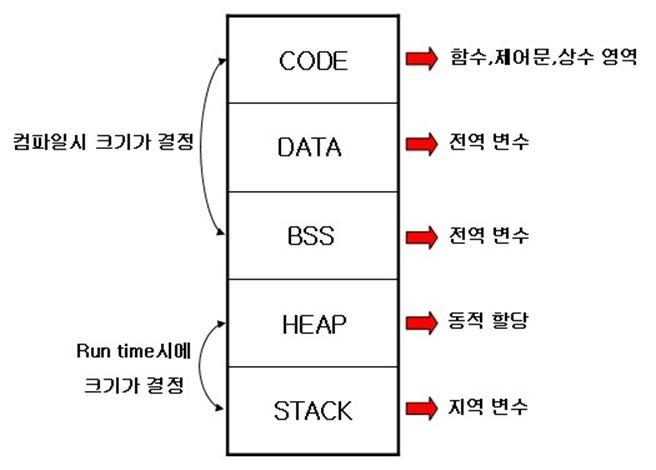 CODE
함수,제어문,상수 영역
컴파일시 크기가 결정
DATA
전역 변수
BSS
전역 변수
HEAP
동적 할당
Run time시에
크기가 결정
STACK
지역 변수